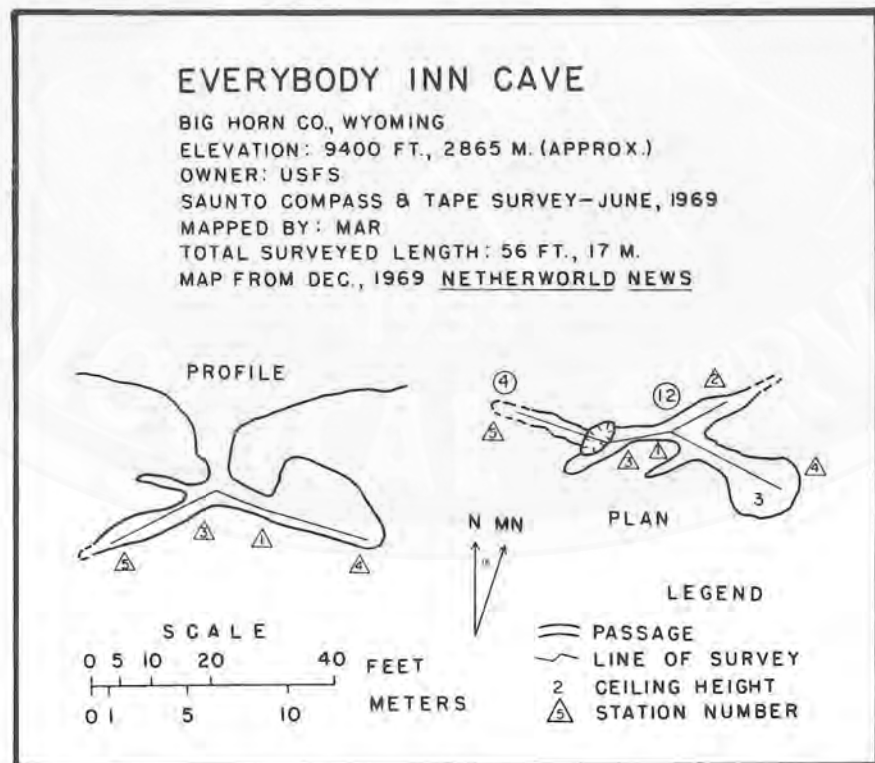 EVERYBODY INN CAVE
BIG HORN CO., WYOMING
ELEVATION: 9400 FT., 2865 M. (APPROX.)
OWNER: USFS
SAUNTO COMPASS & TAPE SURVEY-JUNE, 1969
MAPPED BY: MAR
TOTAL SURVEYED LENGTH: 56 FT., 17 M.
MAP FROM DEC., 1969 NETHERWORLD NEWS
PROFILE
5 3 1 4
4 12 2
5 3 1 4
3
PLAN
N MN
SCALE
0 5 10 20 40 FEET
0 1 5 10 METERS
LEGEND
PASSAGE
LINE OF SURVEY
2 CEILING HEIGHT
5 STATION NUMBER